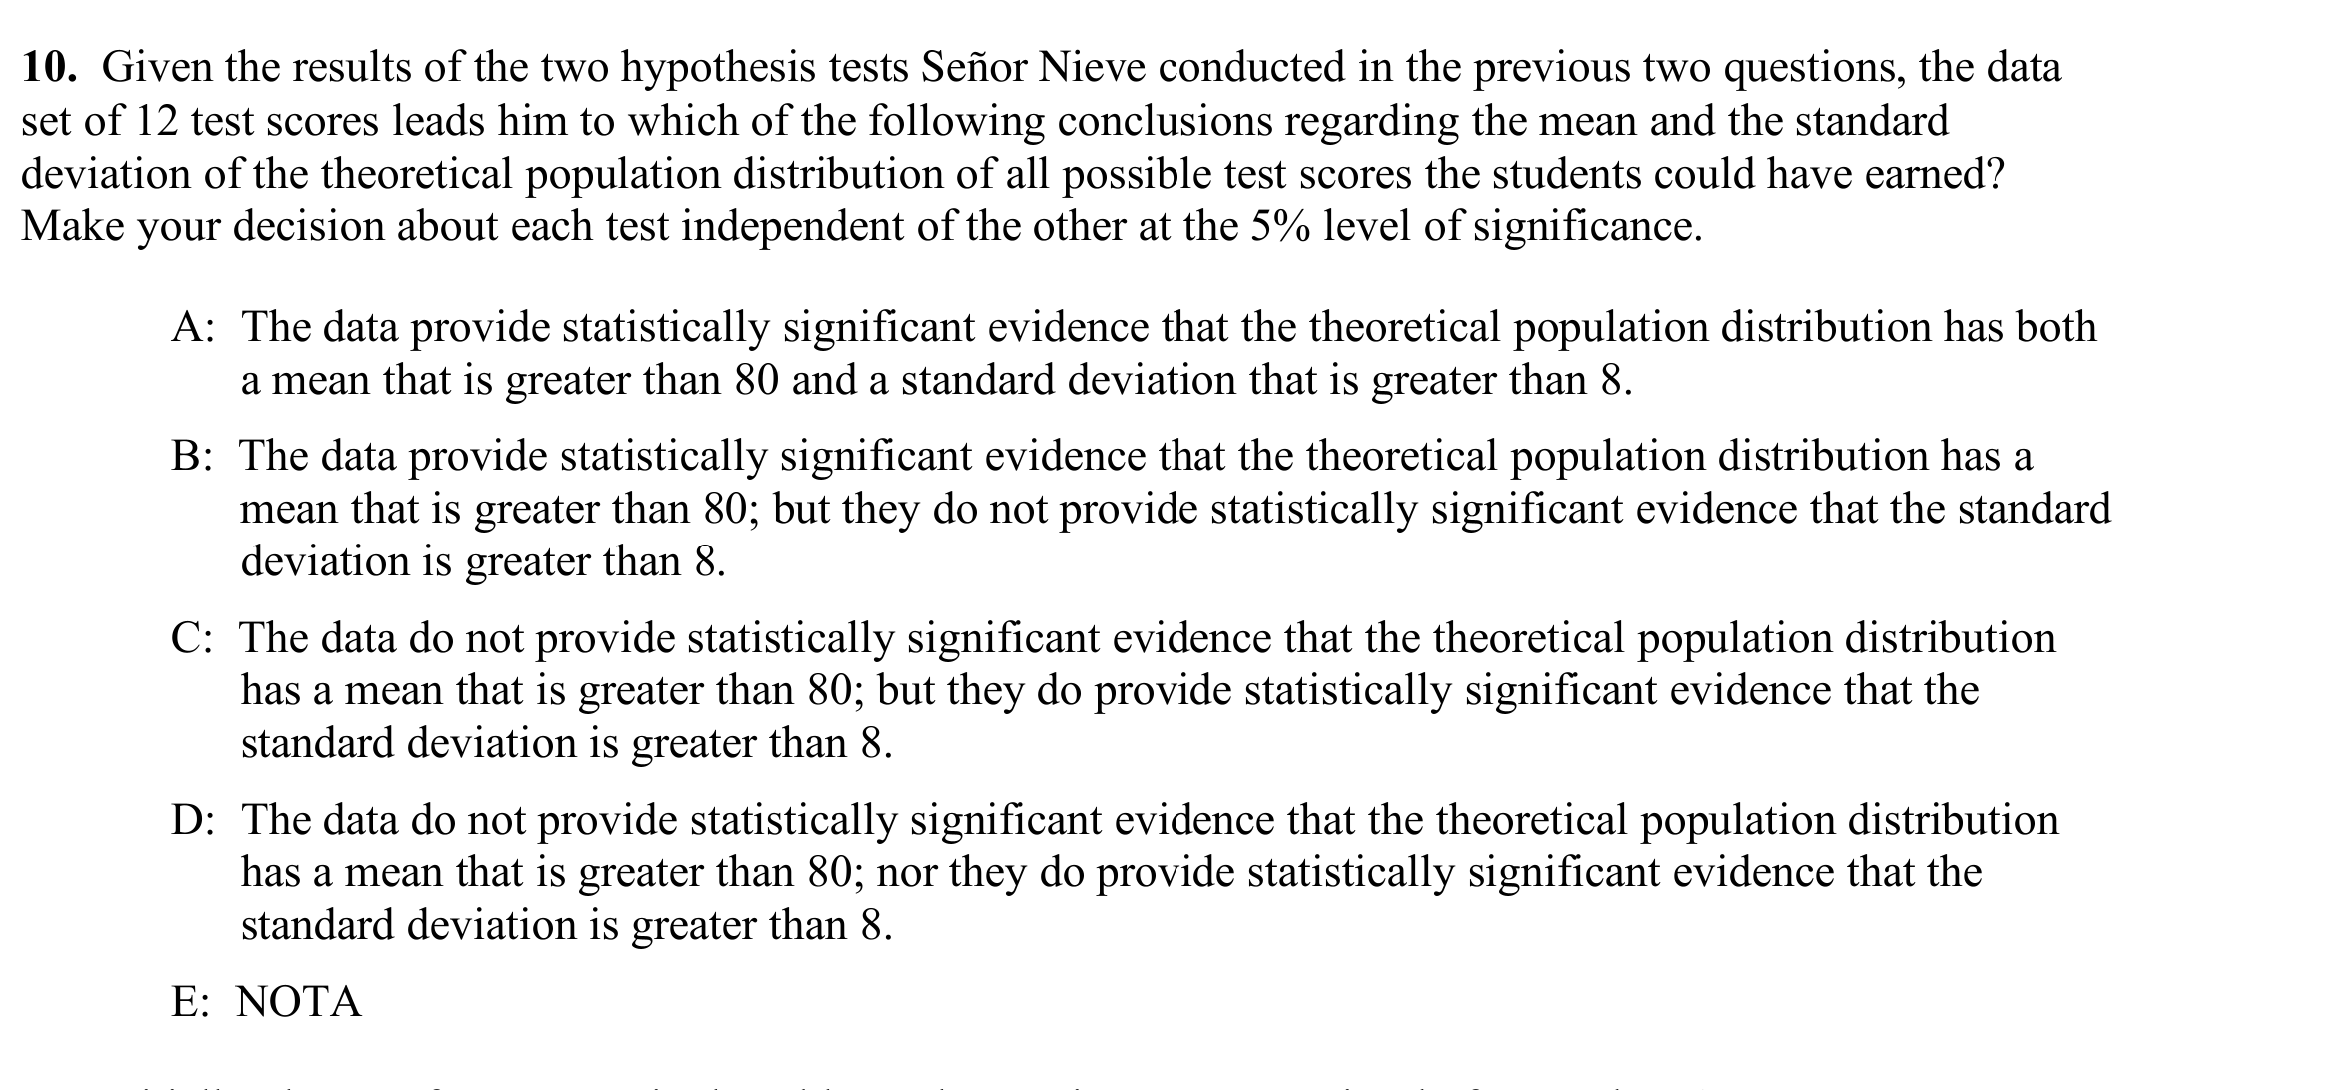 10. Given the results of the two hypothesis tests Señor Nieve conducted in the previous two questions, the data
set of 12 test scores leads him to which of the following conclusions regarding the mean and the standard
deviation of the theoretical population distribution of all possible test scores the students could have earned?
Make your decision about each test independent of the other at the 5% level of significance.
A: The data provide statistically significant evidence that the theoretical population distribution has both
a mean that is greater than 80 and a standard deviation that is greater than 8.
B: The data provide statistically significant evidence that the theoretical population distribution has a
mean that is greater than 80; but they do not provide statistically significant evidence that the standard
deviation is greater than 8.
C: The data do not provide statistically significant evidence that the theoretical population distribution
has a mean that is greater than 80; but they do provide statistically significant evidence that the
standard deviation is greater than 8.
D: The data do not provide statistically significant evidence that the theoretical population distribution
has a mean that is greater than 80; nor they do provide statistically significant evidence that the
standard deviation is greater than 8.
E: NOTA